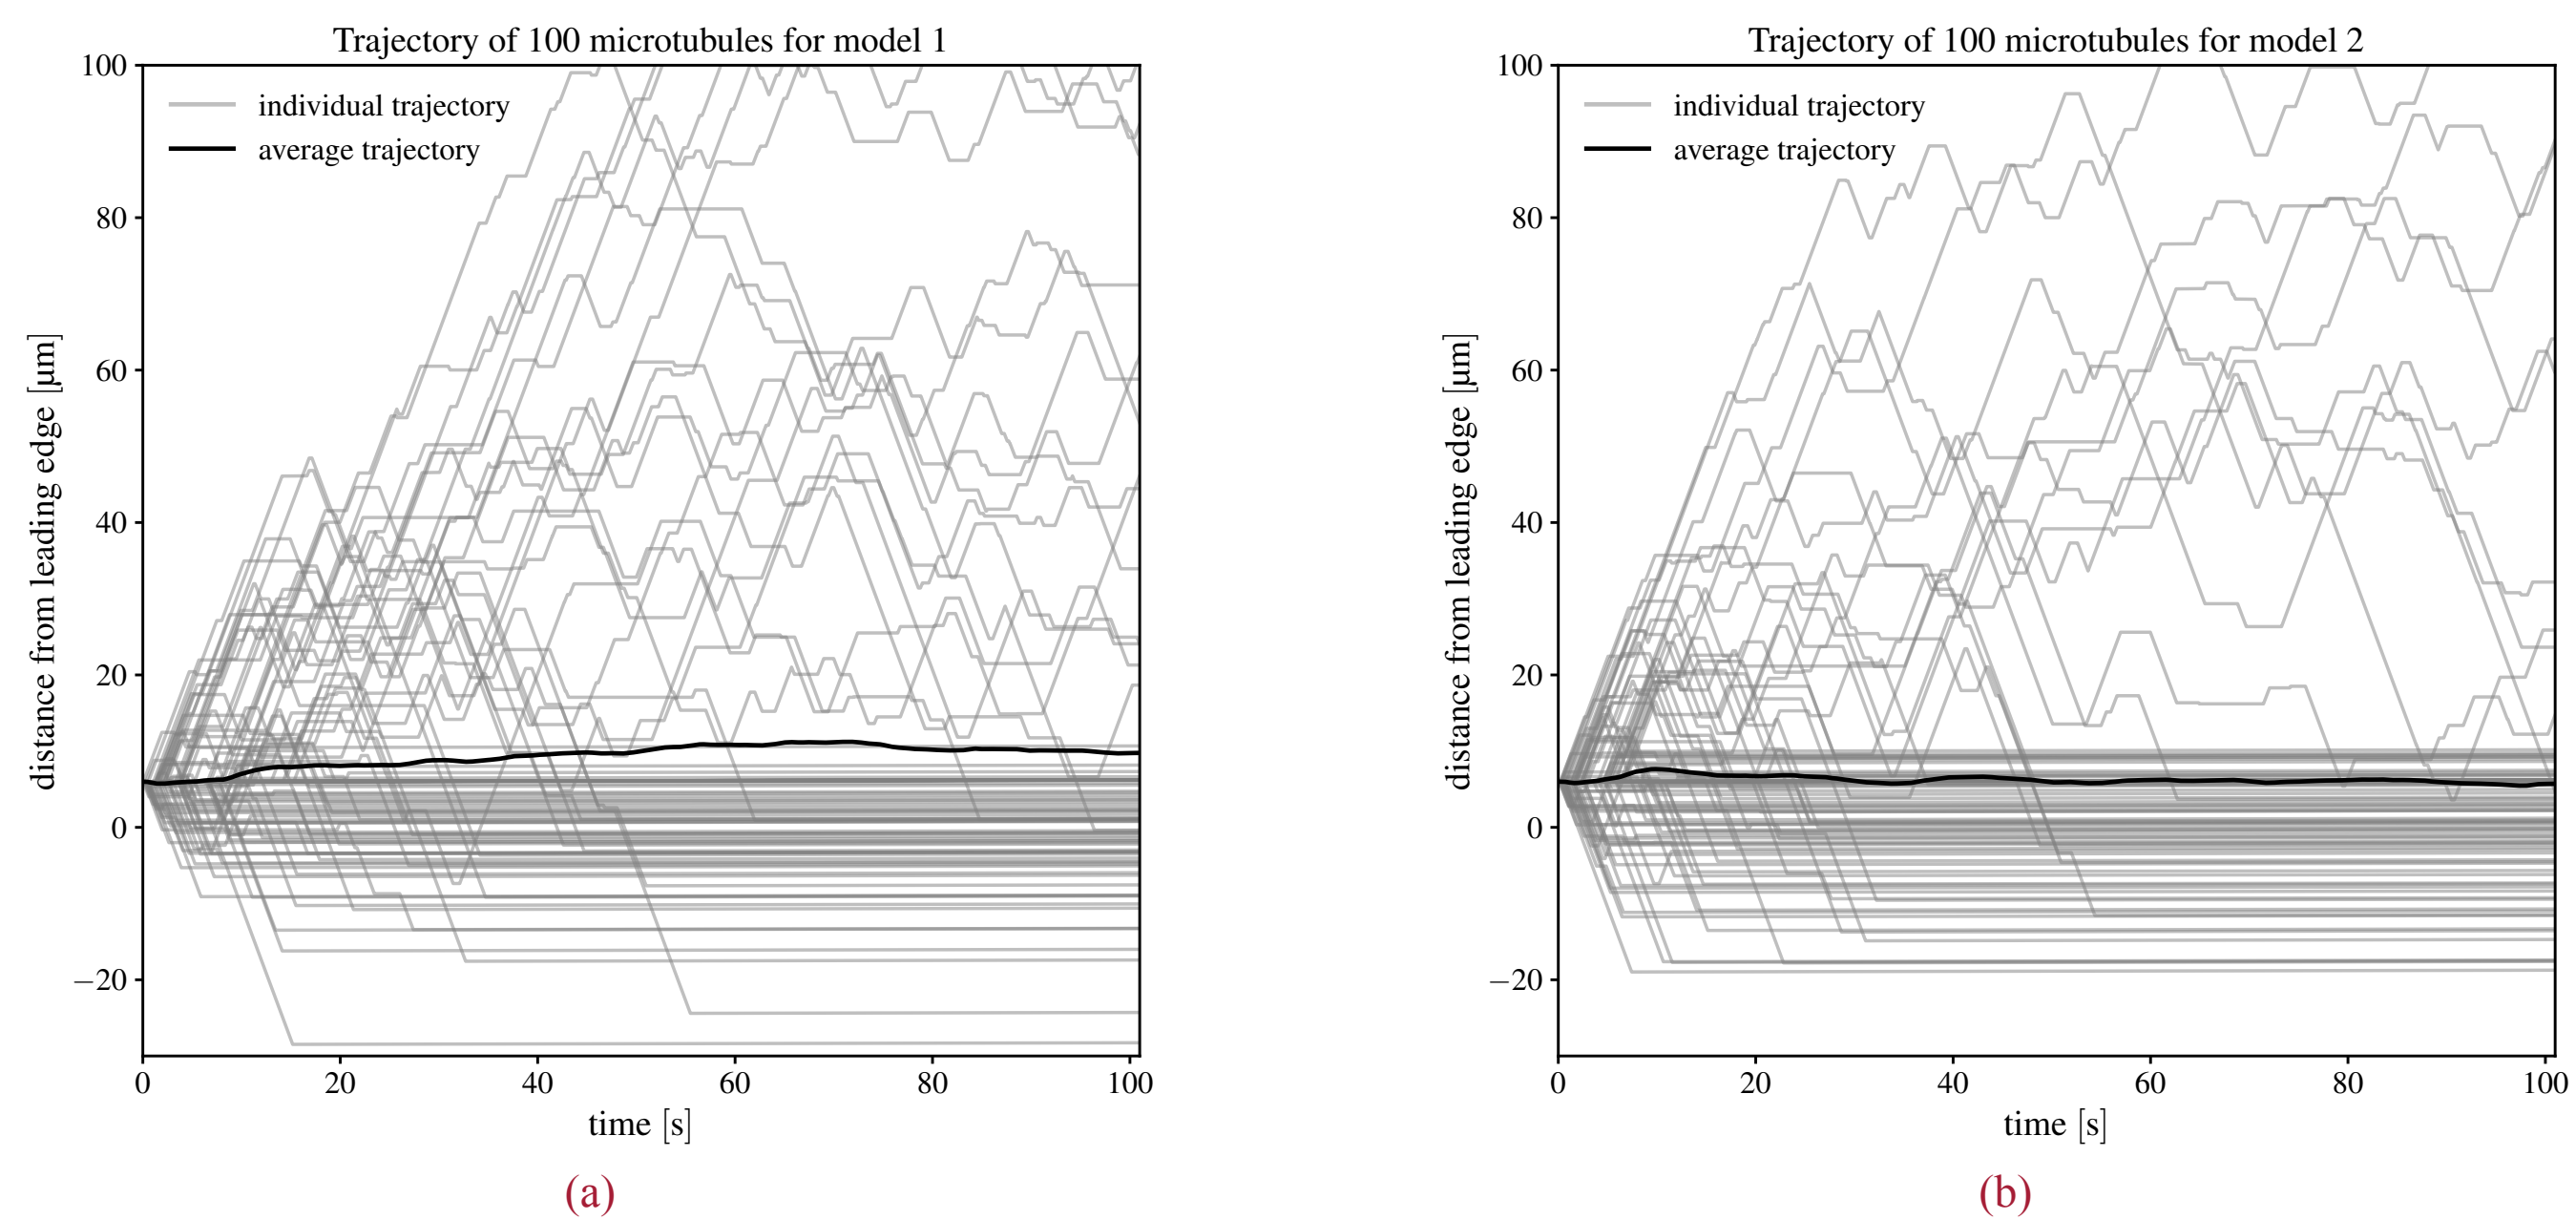 Trajectory of 100 microtubules for model 1
100
80
60
40
20
0
−20
distance from leading edge [µm]
individual trajectory
average trajectory
0 20 40 60 80 100
time [s]
(a)
Trajectory of 100 microtubules for model 2
100
80
60
40
20
0
−20
distance from leading edge [µm]
individual trajectory
average trajectory
0 20 40 60 80 100
time [s]
(b)